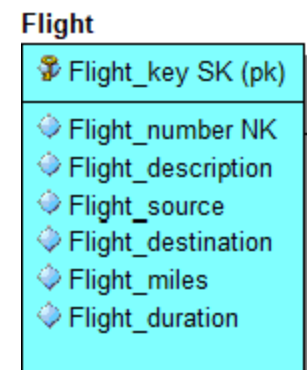 Flight
Flight_key SK (pk)
Flight_number NK
Flight_description
Flight_source
Flight_destination
Flight_miles
Flight_duration